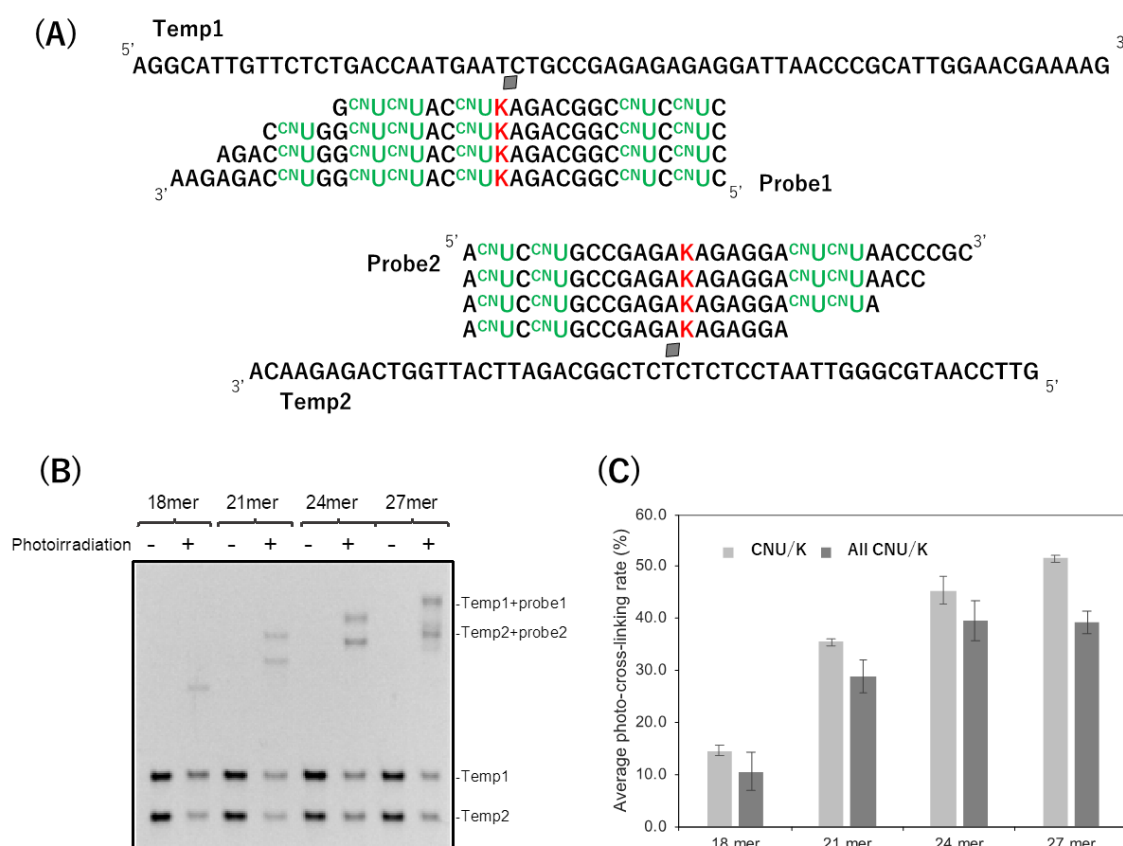 (A)
Temp1
5'
3'
AGGCATTGTTCTCTGACCAATGAATCTGCCGAGAGAGAGGATTAACCCGCATTGGAACGAAAAG
GCNUCNUACCNUKAGACGGCCNUCCNUC
CCNUGGCNUCNUACCNUKAGACGGCCNUCCNUC
AGACCNUGGCNUCNUACCNUKAGACGGCCNUCCNUC
AAGAGACCNUGGCNUCNUACCNUKAGACGGCCNUCCNUC
3'
5'
Probe1
5'
3'
Probe2
ACNUCCNUGCCGAGAKAGAGGACNUCNUAACCCGC
ACNUCCNUGCCGAGAKAGAGGACNUCNUAACC
ACNUCCNUGCCGAGAKAGAGGACNUCNUA
ACNUCCNUGCCGAGAKAGAGGA
3'
ACAAGAGACTGGTTACTTAGACGGCTCTCTCTCCTAATTGGGCGTAACCTTG
5'
Temp2
(B)
18mer 21mer 24mer 27mer
Photoirradiation - + - + - + - +
-Temp1+probe1
-Temp2+probe2
-Temp1
-Temp2
(C)
Average photo-cross-linking rate (%)
60.0
50.0
40.0
30.0
20.0
10.0
0.0
CNU/K All CNU/K
18 mer 21 mer 24 mer 27 mer